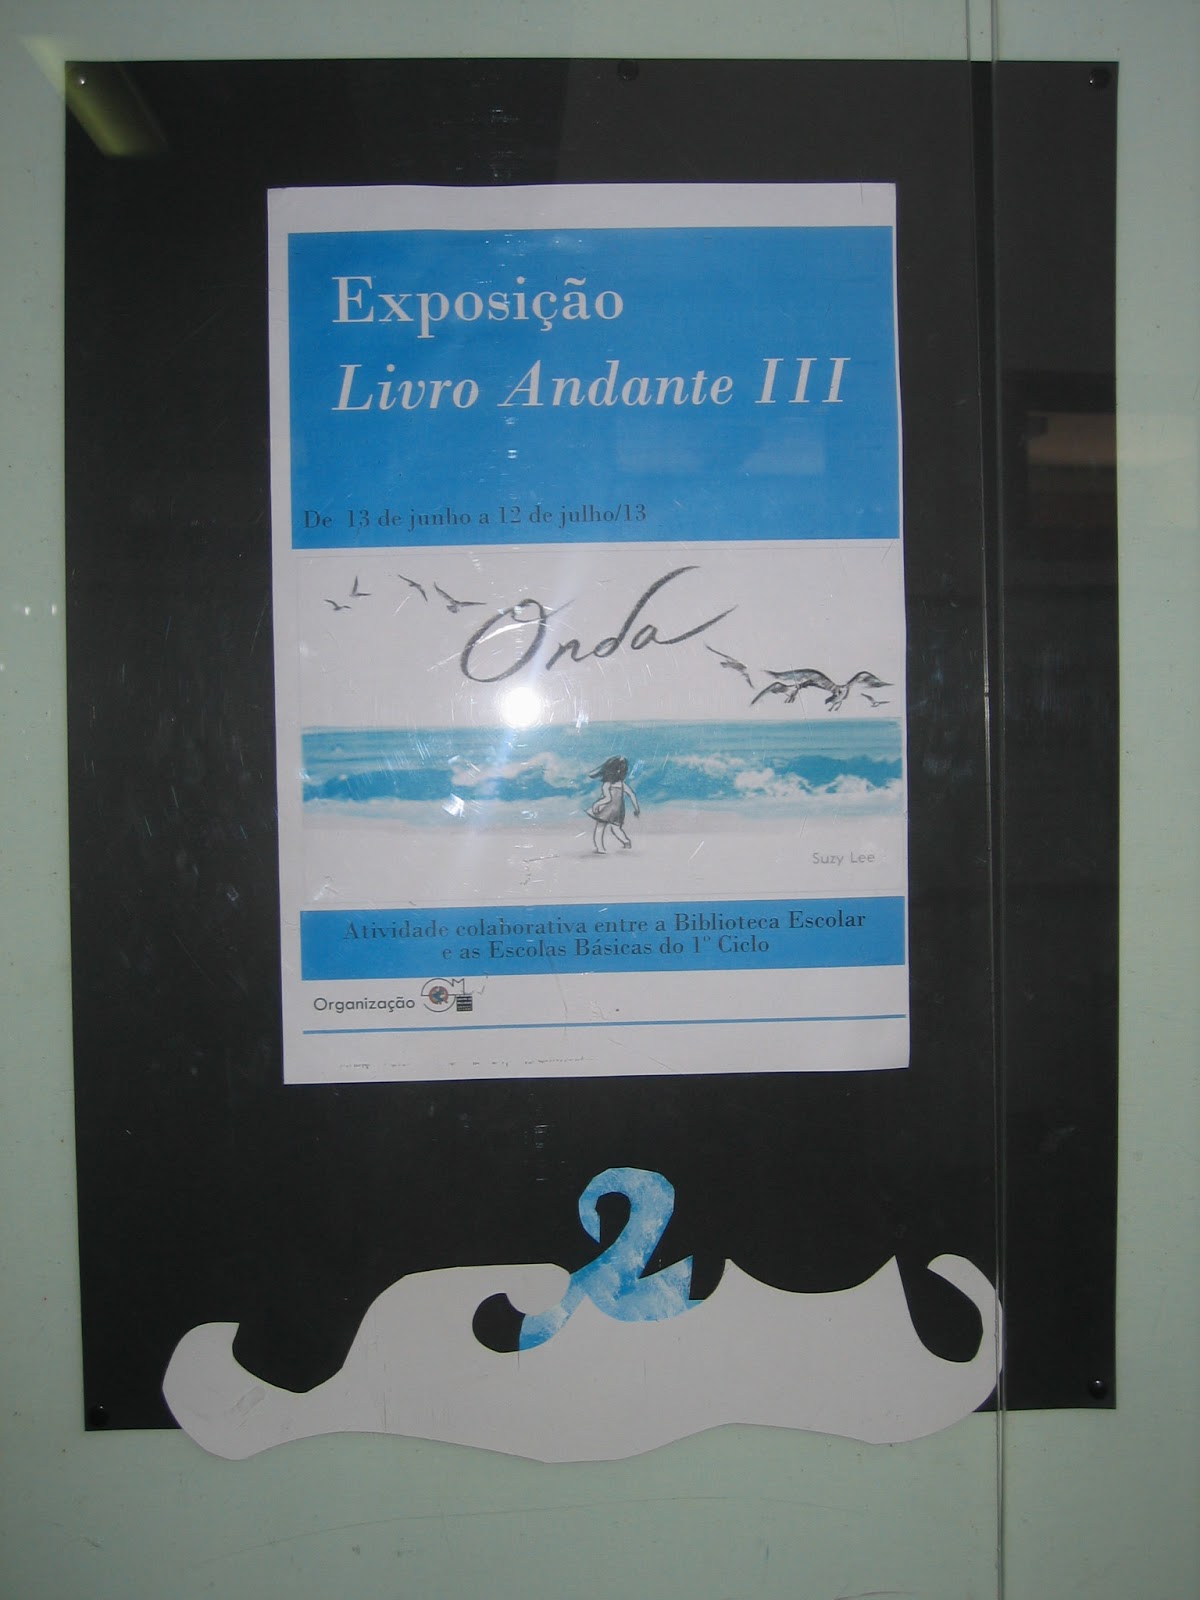 Exposição
Livro Andante III
De 13 de junho a 12 de julho/13
Onda
Suzy Lee
Atividade colaborativa entre a Biblioteca Escolar
e as Escolas Básicas do 1º Ciclo
Organização